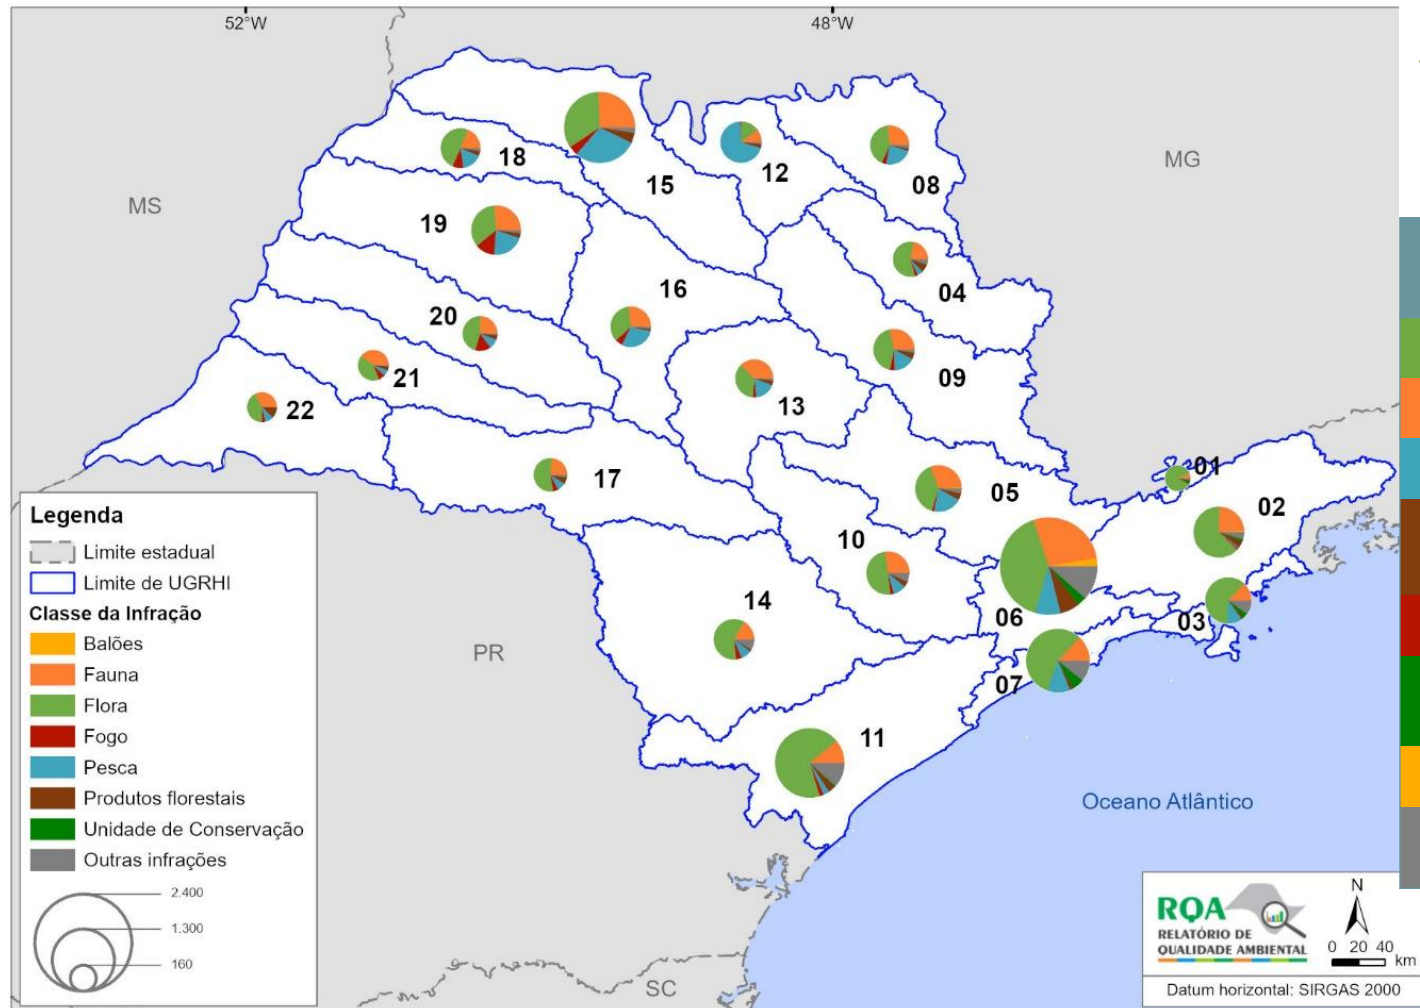 52°W
48°W
MG
MS
18
15
12
08
19
16
04
20
09
21
13
22
01
17
05
02
10
14
06
03
PR
07
11
Legenda
Limite estadual
Limite de UGRHI
Classe da Infração
Balões
Fauna
Flora
Fogo
Pesca
Produtos florestais
Unidade de Conservação
Outras infrações
2.400
1.300
160
Oceano Atlântico
SC
RQA
RELATÓRIO DE
QUALIDADE AMBIENTAL
N
0 20 40
km
Datum horizontal: SIRGAS 2000